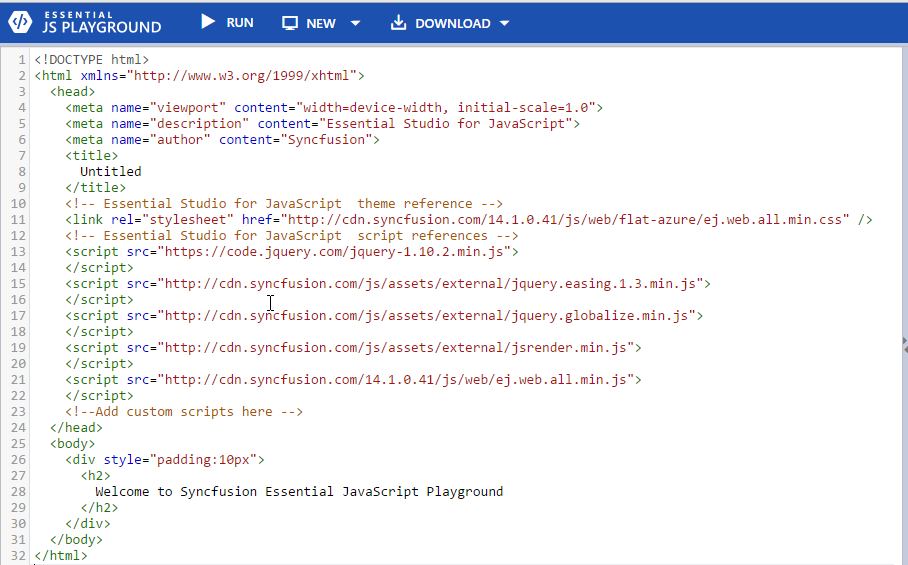 ESSENTIAL
JS PLAYGROUND
RUN
NEW
DOWNLOAD
1 <!DOCTYPE html>
2 <html xmlns="http://www.w3.org/1999/xhtml">
3 <head>
4 <meta name="viewport" content="width=device-width, initial-scale=1.0">
5 <meta name="description" content="Essential Studio for JavaScript">
6 <meta name="author" content="Syncfusion">
7 <title>
8 Untitled
9 </title>
10 <!-- Essential Studio for JavaScript  theme reference -->
11 <link rel="stylesheet" href="http://cdn.syncfusion.com/14.1.0.41/js/web/flat-azure/ej.web.all.min.css" />
12 <!-- Essential Studio for JavaScript  script references -->
13 <script src="https://code.jquery.com/jquery-1.10.2.min.js">
14 </script>
15 <script src="http://cdn.syncfusion.com/js/assets/external/jquery.easing.1.3.min.js">
16 </script>
17 <script src="http://cdn.syncfusion.com/js/assets/external/jquery.globalize.min.js">
18 </script>
19 <script src="http://cdn.syncfusion.com/js/assets/external/jsrender.min.js">
20 </script>
21 <script src="http://cdn.syncfusion.com/14.1.0.41/js/web/ej.web.all.min.js">
22 </script>
23 <!--Add custom scripts here -->
24 </head>
25 <body>
26 <div style="padding:10px">
27 <h2>
28 Welcome to Syncfusion Essential JavaScript Playground
29 </h2>
30 </div>
31 </body>
32 </html>